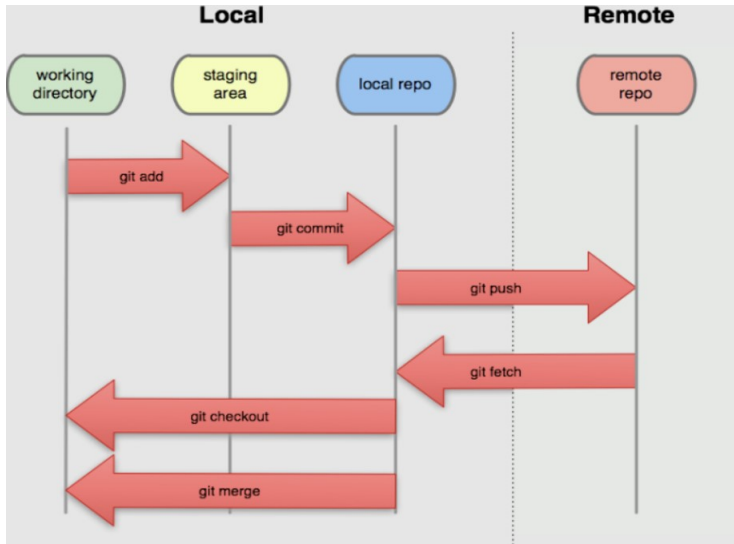 Local
Remote
working
directory
staging
area
local repo
remote
repo
git add
git commit
git push
git fetch
git checkout
git merge